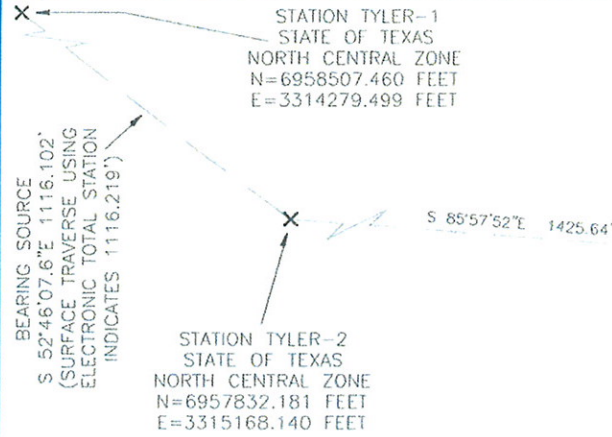 STATION TYLER-1
STATE OF TEXAS
NORTH CENTRAL ZONE
N=6958507.460 FEET
E=3314279.499 FEET
BEARING SOURCE
S 52°46'07.6"E 1116.102'
(SURFACE TRAVERSE USING
ELECTRONIC TOTAL STATION
INDICATES 1116.219')
S 85°57'52"E 1425.64'
STATION TYLER-2
STATE OF TEXAS
NORTH CENTRAL ZONE
N=6957832.181 FEET
E=3315168.140 FEET